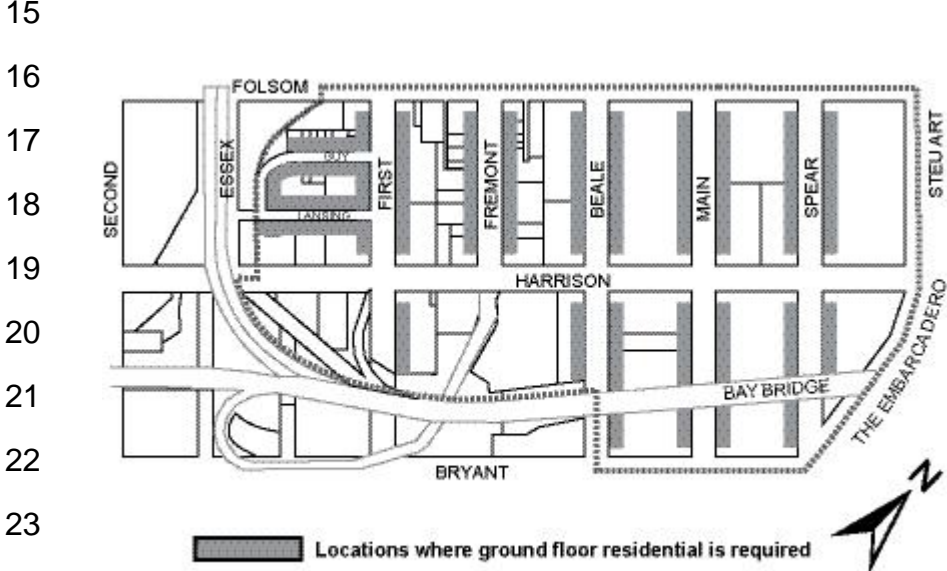 15
16
FOLSOM
17
SECOND
ESSEX
GUY
FIRST
FREMONT
BEALE
MAIN
SPEAR
STEUART
18
LANSING
19
HARRISON
20
21
BAY BRIDGE
THE EMBARCADERO
22
BRYANT
23
N
Locations where ground floor residential is required